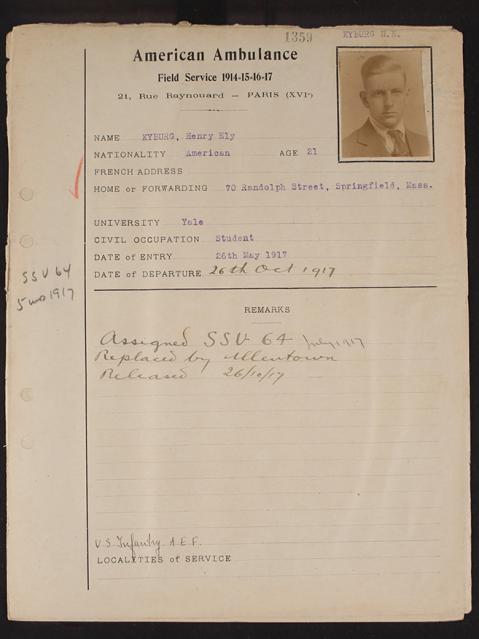 1359 KYBURG H.E.
American Ambulance
Field Service 1914-15-16-17
21, Rue Raynouard — PARIS (XVIe)
NAME KYBURG, Henry Ely
NATIONALITY American AGE 21
FRENCH ADDRESS
HOME or FORWARDING 70 Randolph Street, Springfield, Mass.
UNIVERSITY Yale
CIVIL OCCUPATION Student
DATE of ENTRY 26th May 1917
DATE of DEPARTURE 26th Oct 1917
SSU 64
5 mo 1917
REMARKS
Assigned SSU 64 July 1917
Replaced by Allentown
Released 26/10/17
U.S. Infantry A.E.F.
LOCALITIES of SERVICE